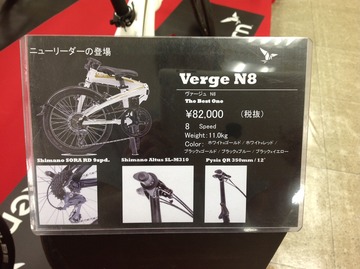 ニューリーダーの登場
Verge N8
ヴァージュ N8
The Best One
¥82,000 (税抜)
8 Speed
Weight: 11.0kg
Color: ホワイト×ゴールド / ホワイト×レッド /
ブラック×ゴールド / ブラック×ブルー / ブラック×イエロー
Shimano SORA RD 9spd.
Shimano Altus SL-M310
Pysis QR 350mm / 12˚